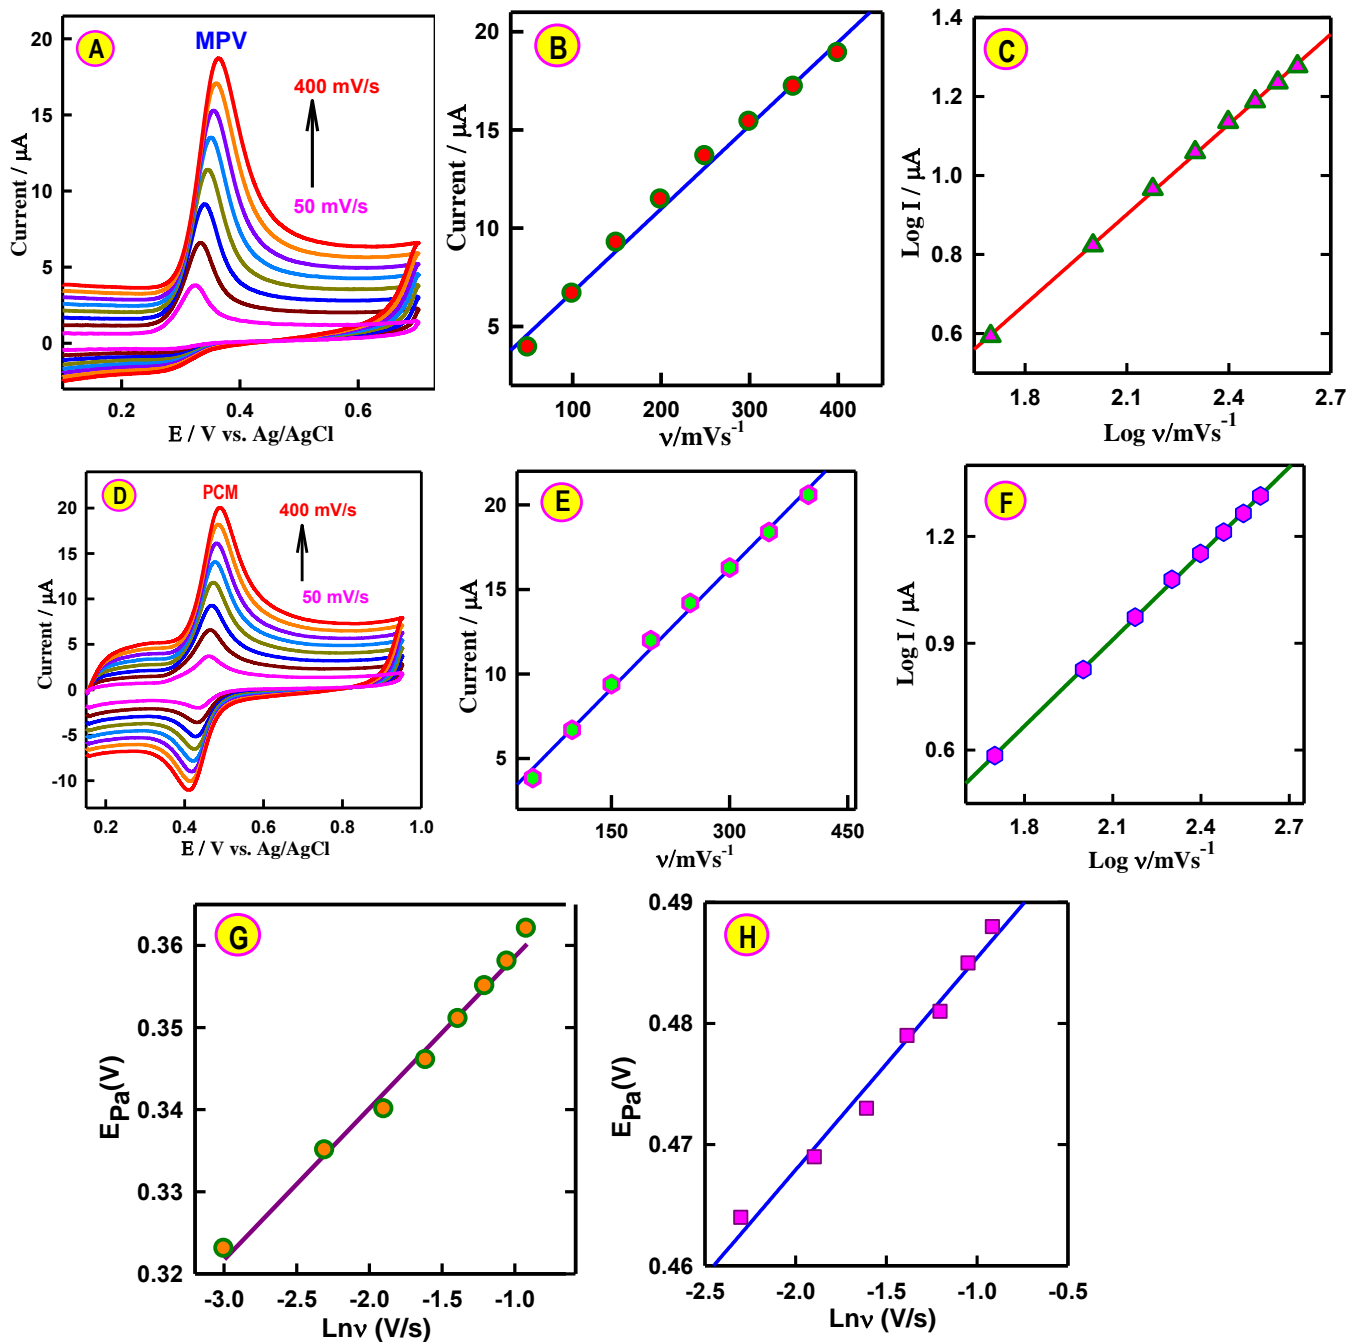 A
MPV
400 mV/s
50 mV/s
20
15
10
5
0
Current / μA
0.2 0.4 0.6
E / V vs. Ag/AgCl
B
20
15
10
5
Current / μA
100 200 300 400
ν/mVs⁻¹
C
1.4
1.2
1.0
0.8
0.6
Log I / μA
1.8 2.1 2.4 2.7
Log ν/mVs⁻¹
D
PCM
400 mV/s
50 mV/s
20
15
10
5
0
-5
-10
Current / μA
0.2 0.4 0.6 0.8 1.0
E / V vs. Ag/AgCl
E
20
15
10
5
Current / μA
150 300 450
ν/mVs⁻¹
F
1.2
0.9
0.6
Log I / μA
1.8 2.1 2.4 2.7
Log ν/mVs⁻¹
G
0.36
0.35
0.34
0.33
0.32
EPa(V)
-3.0 -2.5 -2.0 -1.5 -1.0
Lnν (V/s)
H
0.49
0.48
0.47
0.46
EPa(V)
-2.5 -2.0 -1.5 -1.0 -0.5
Lnν (V/s)